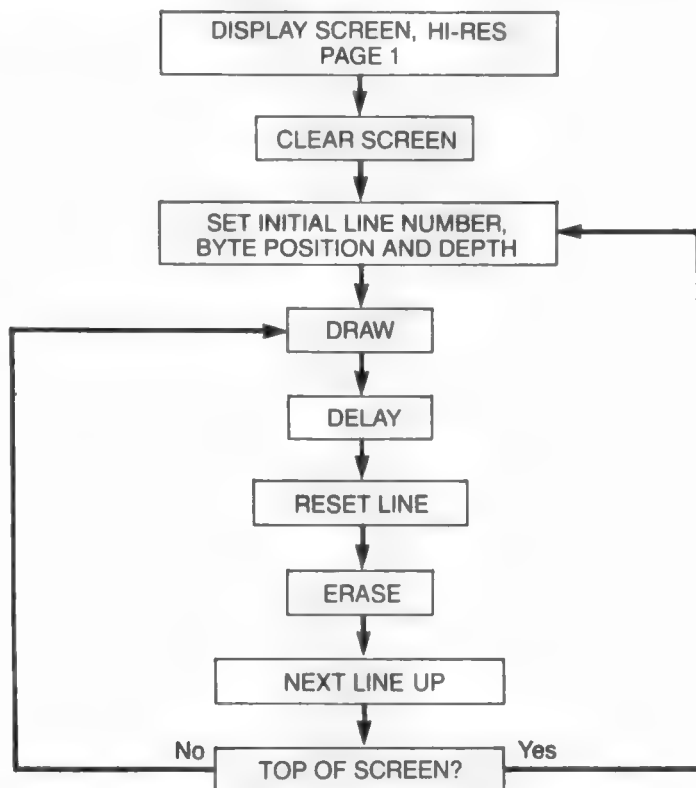 DISPLAY SCREEN, HI-RES
PAGE 1
CLEAR SCREEN
SET INITIAL LINE NUMBER,
BYTE POSITION AND DEPTH
DRAW
DELAY
RESET LINE
ERASE
NEXT LINE UP
No
TOP OF SCREEN?
Yes